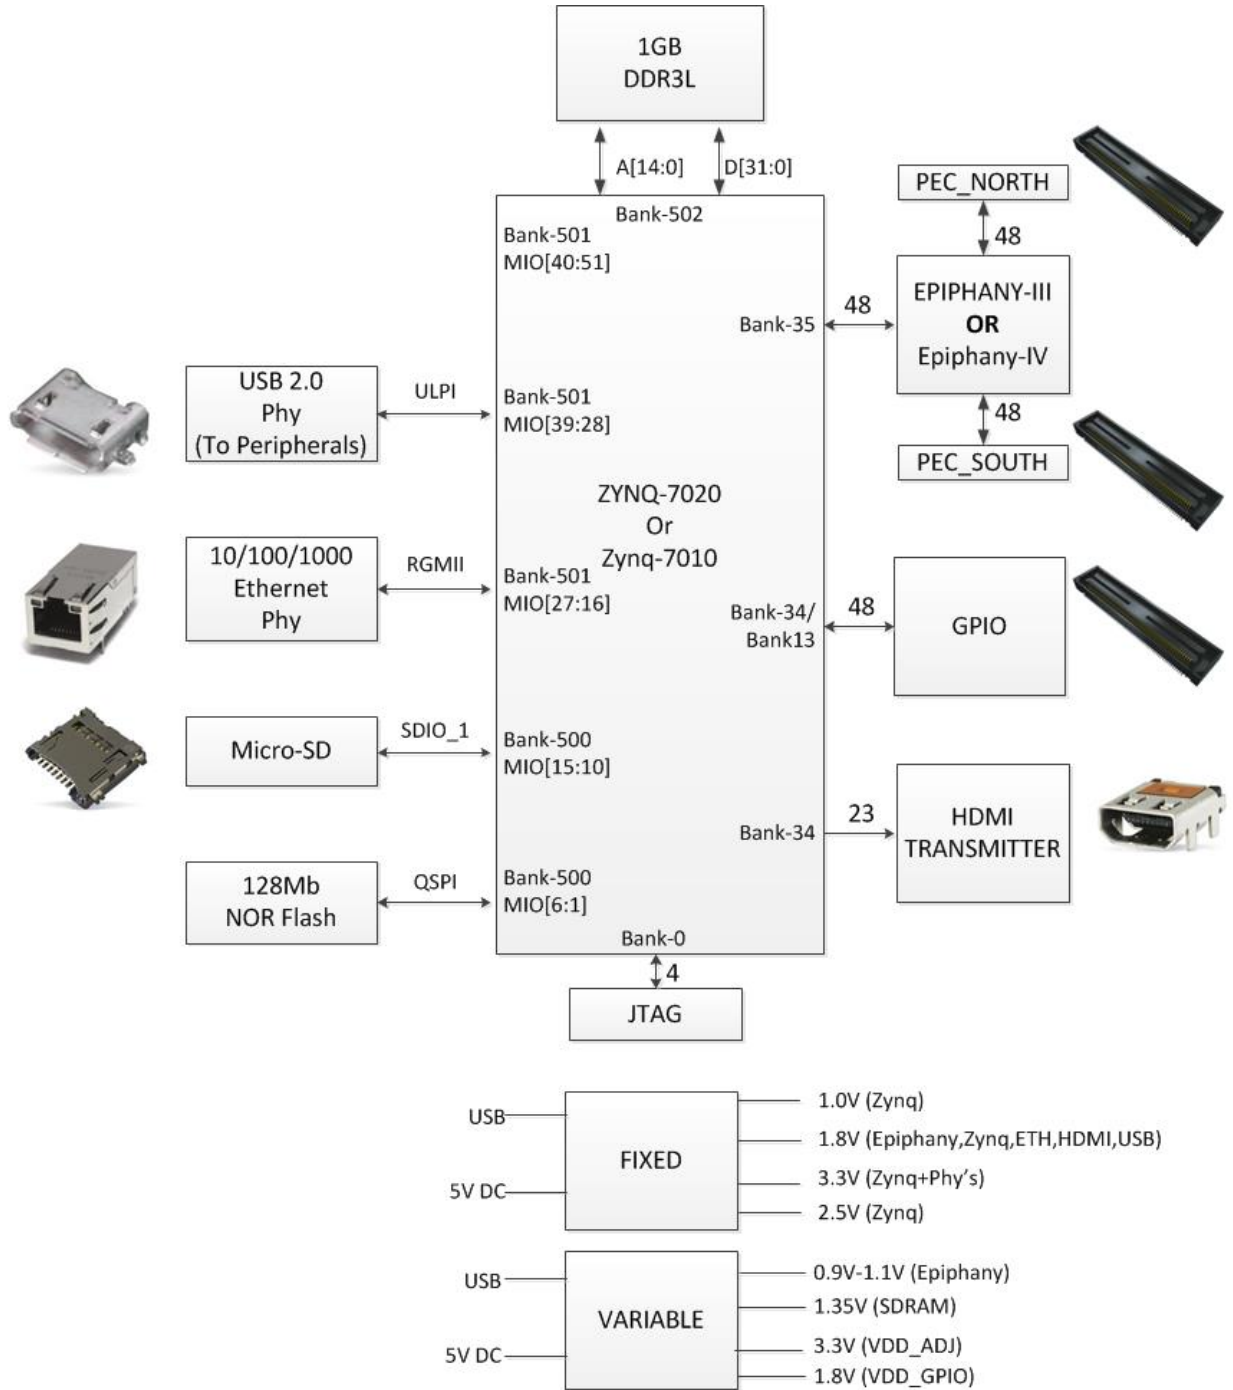 1GB
DDR3L
A[14:0]
D[31:0]
Bank-502
Bank-501
MIO[40:51]
PEC_NORTH
48
EPIPHANY-III
OR
Epiphany-IV
48
Bank-35
48
PEC_SOUTH
USB 2.0
Phy
(To Peripherals)
ULPI
Bank-501
MIO[39:28]
ZYNQ-7020
Or
Zynq-7010
10/100/1000
Ethernet
Phy
RGMII
Bank-501
MIO[27:16]
Bank-34/
Bank13
48
GPIO
Micro-SD
SDIO_1
Bank-500
MIO[15:10]
Bank-34
23
HDMI
TRANSMITTER
128Mb
NOR Flash
QSPI
Bank-500
MIO[6:1]
Bank-0
4
JTAG
USB
5V DC
FIXED
1.0V (Zynq)
1.8V (Epiphany,Zynq,ETH,HDMI,USB)
3.3V (Zynq+Phy's)
2.5V (Zynq)
USB
5V DC
VARIABLE
0.9V-1.1V (Epiphany)
1.35V (SDRAM)
3.3V (VDD_ADJ)
1.8V (VDD_GPIO)